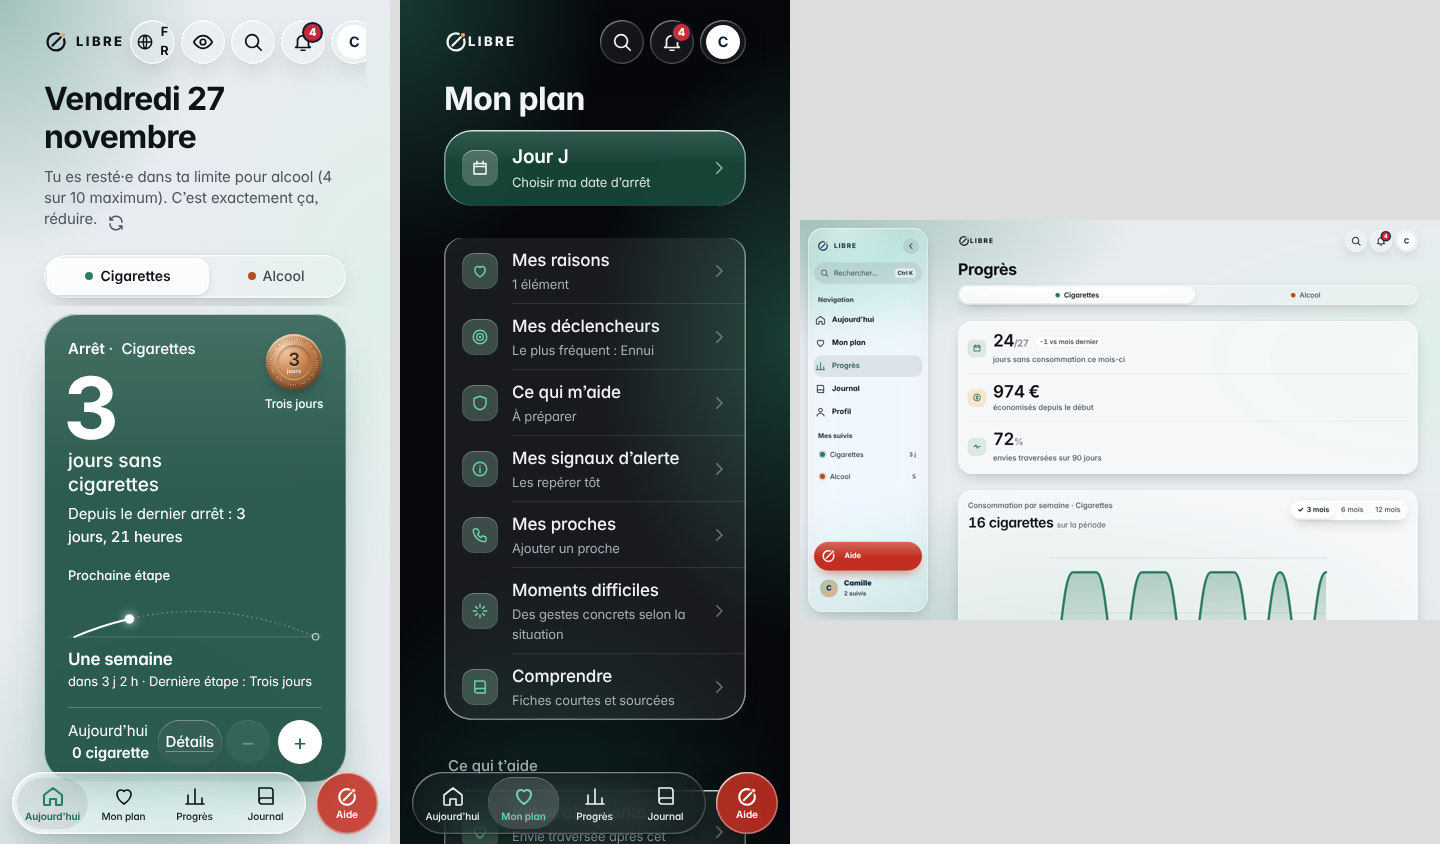 LIBRE
F
R
4
C
Vendredi 27
novembre
Tu es resté·e dans ta limite pour alcool (4
sur 10 maximum). C'est exactement ça,
réduire.
Cigarettes
Alcool
Arrêt · Cigarettes
3
jours
Trois jours
3
jours sans
cigarettes
Depuis le dernier arrêt : 3
jours, 21 heures
Prochaine étape
Une semaine
dans 3 j 2 h · Dernière étape : Trois jours
Aujourd'hui
0 cigarette
Détails
−
+
Aujourd'hui
Mon plan
Progrès
Journal
Aide
LIBRE
4
C
Mon plan
Jour J
Choisir ma date d'arrêt
Mes raisons
1 élément
Mes déclencheurs
Le plus fréquent : Ennui
Ce qui m'aide
À préparer
Mes signaux d'alerte
Les repérer tôt
Mes proches
Ajouter un proche
Moments difficiles
Des gestes concrets selon la
situation
Comprendre
Fiches courtes et sourcées
Ce qui t'aide
Envie traversée après cet
Aujourd'hui
Mon plan
Progrès
Journal
Aide
LIBRE
Rechercher...
Ctrl K
Navigation
Aujourd'hui
Mon plan
Progrès
Journal
Profil
Mes suivis
Cigarettes
3 j
Alcool
5
Aide
C
Camille
2 suivis
LIBRE
4
C
Progrès
Cigarettes
Alcool
24/27
-1 vs mois dernier
jours sans consommation ce mois-ci
974 €
économisés depuis le début
72%
envies traversées sur 90 jours
Consommation par semaine · Cigarettes
16 cigarettes sur la période
✓ 3 mois
6 mois
12 mois